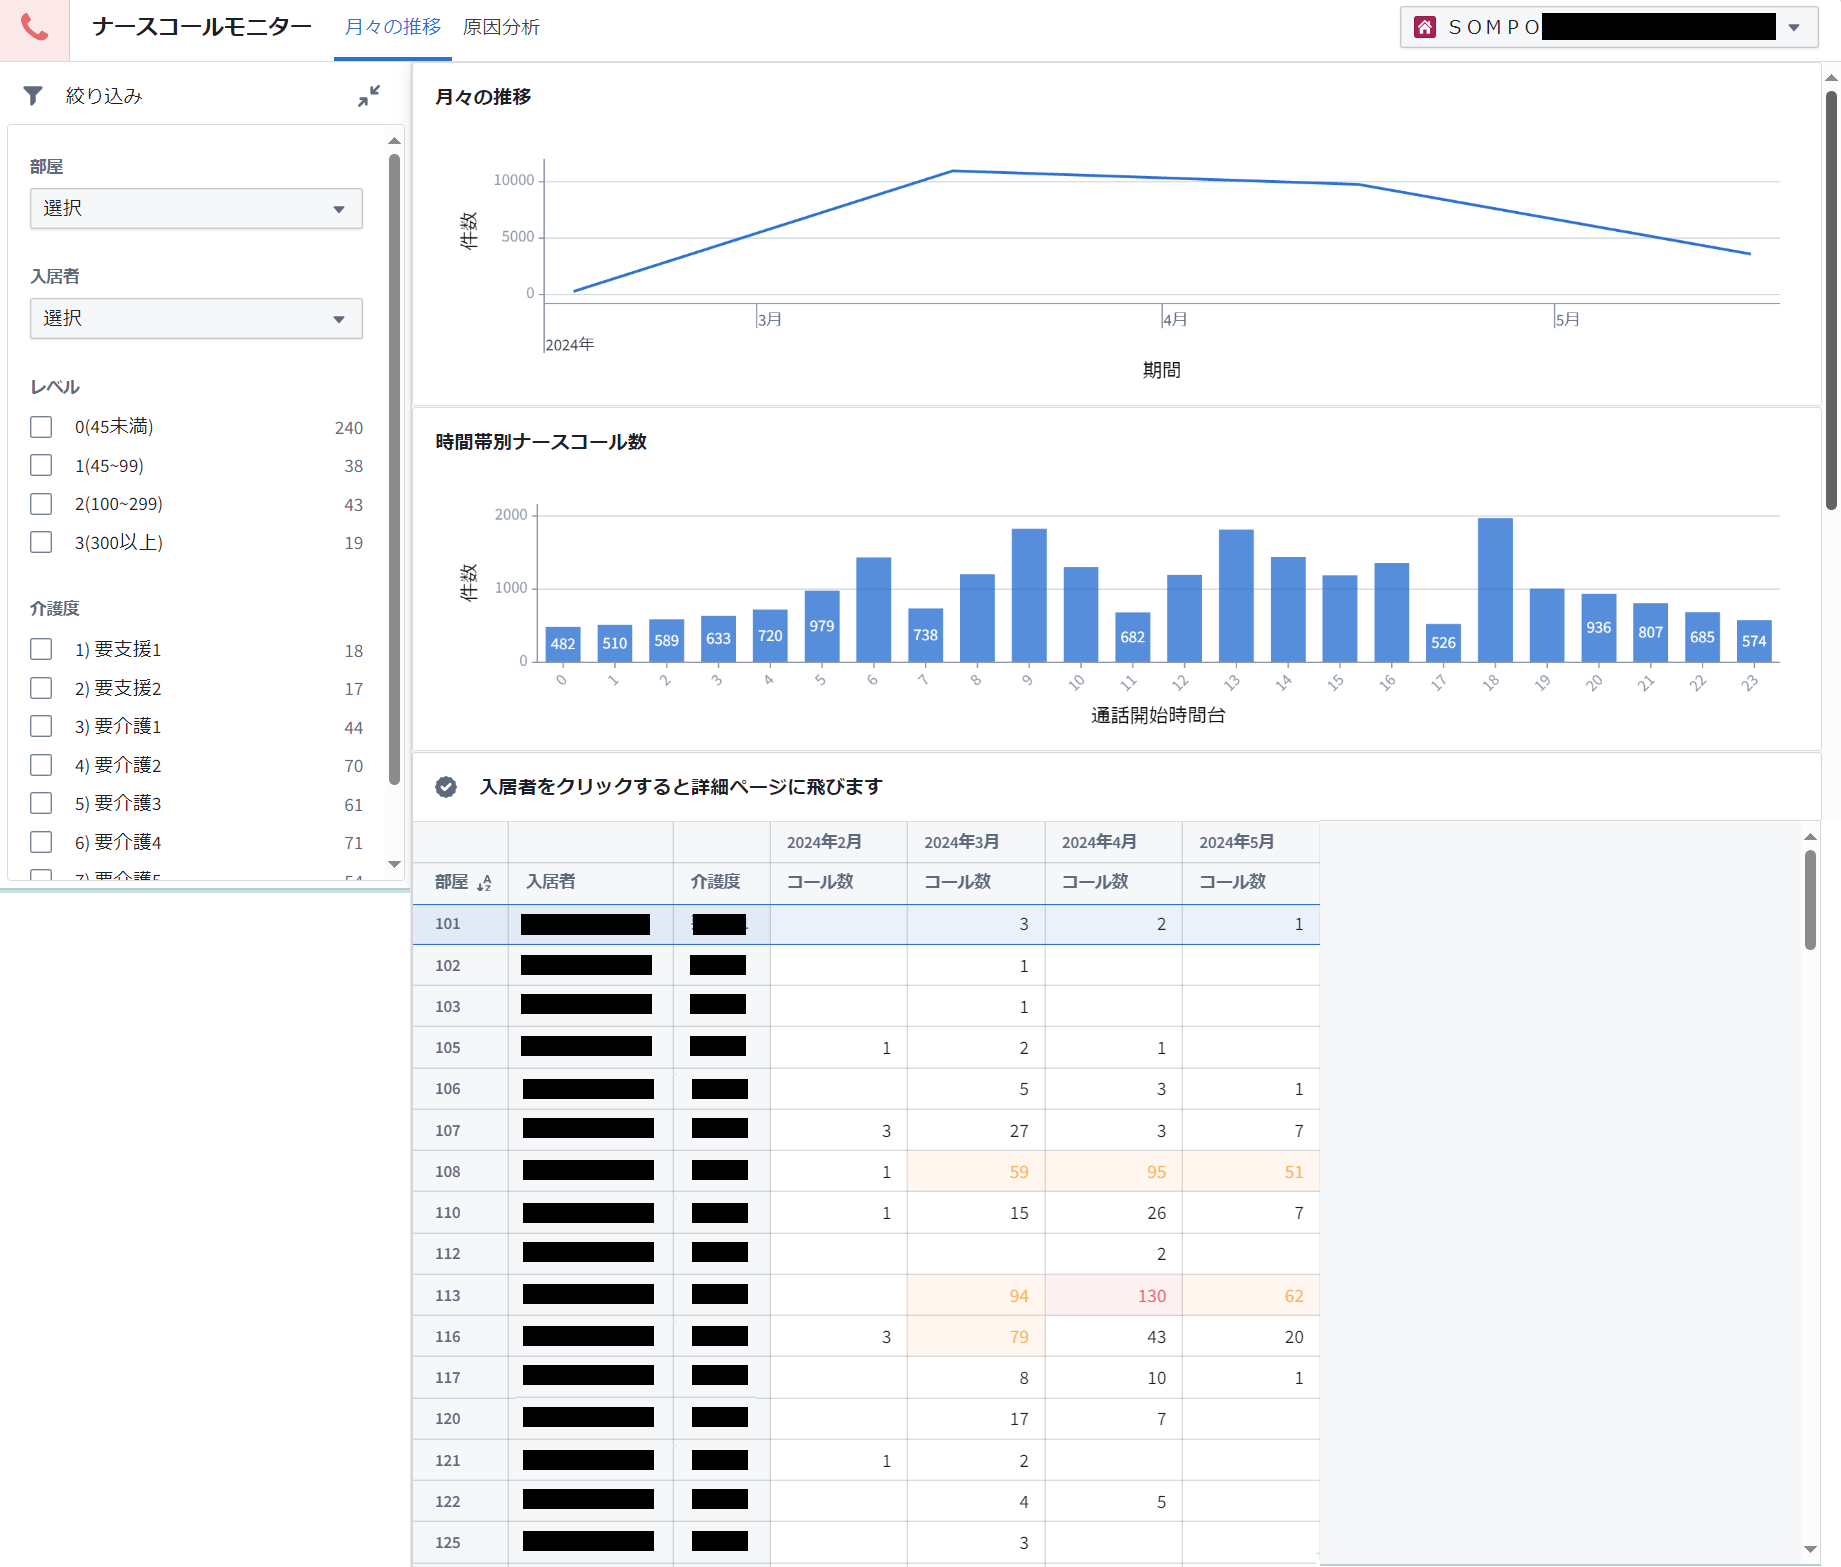 ナースコールモニター
月々の推移
原因分析
ＳＯＭＰＯ
絞り込み
部屋
選択
入居者
選択
レベル
0(45未満) 240
1(45~99) 38
2(100~299) 43
3(300以上) 19
介護度
1) 要支援1 18
2) 要支援2 17
3) 要介護1 44
4) 要介護2 70
5) 要介護3 61
6) 要介護4 71
7) 要介護5 54
月々の推移
10000
5000
0
件数
3月 4月 5月
2024年
期間
時間帯別ナースコール数
2000
1000
0
件数
482 510 589 633 720 979 738 682 526 936 807 685 574
0 1 2 3 4 5 6 7 8 9 10 11 12 13 14 15 16 17 18 19 20 21 22 23
通話開始時間台
入居者をクリックすると詳細ページに飛びます
2024年2月 2024年3月 2024年4月 2024年5月
部屋 入居者 介護度 コール数 コール数 コール数 コール数
101 3 2 1
102 1
103 1
105 1 2 1
106 5 3 1
107 3 27 3 7
108 1 59 95 51
110 1 15 26 7
112 2
113 94 130 62
116 3 79 43 20
117 8 10 1
120 17 7
121 1 2
122 4 5
125 3